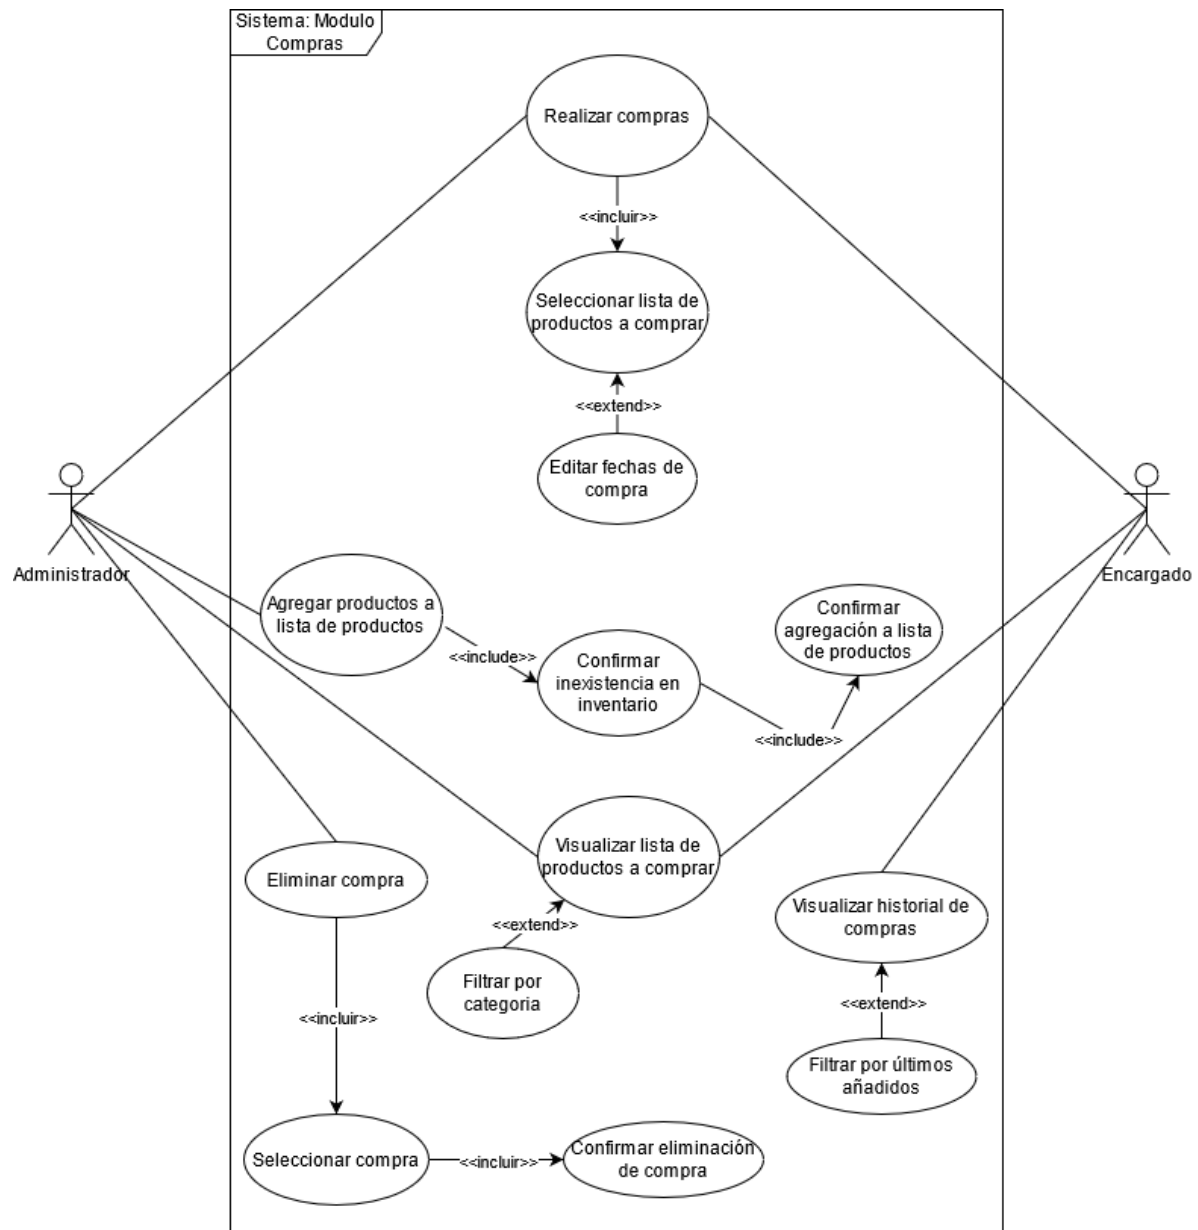 Sistema: Modulo
Compras
Realizar compras
<<incluir>>
Seleccionar lista de
productos a comprar
<<extend>>
Editar fechas de
compra
Administrador
Encargado
Agregar productos a
lista de productos
<<include>>
Confirmar
inexistencia en
inventario
Confirmar
agregación a lista
de productos
<<include>>
Visualizar lista de
productos a comprar
Eliminar compra
Visualizar historial de
compras
<<extend>>
Filtrar por
categoria
<<incluir>>
<<extend>>
Filtrar por últimos
añadidos
Seleccionar compra
<<incluir>>
Confirmar eliminación
de compra